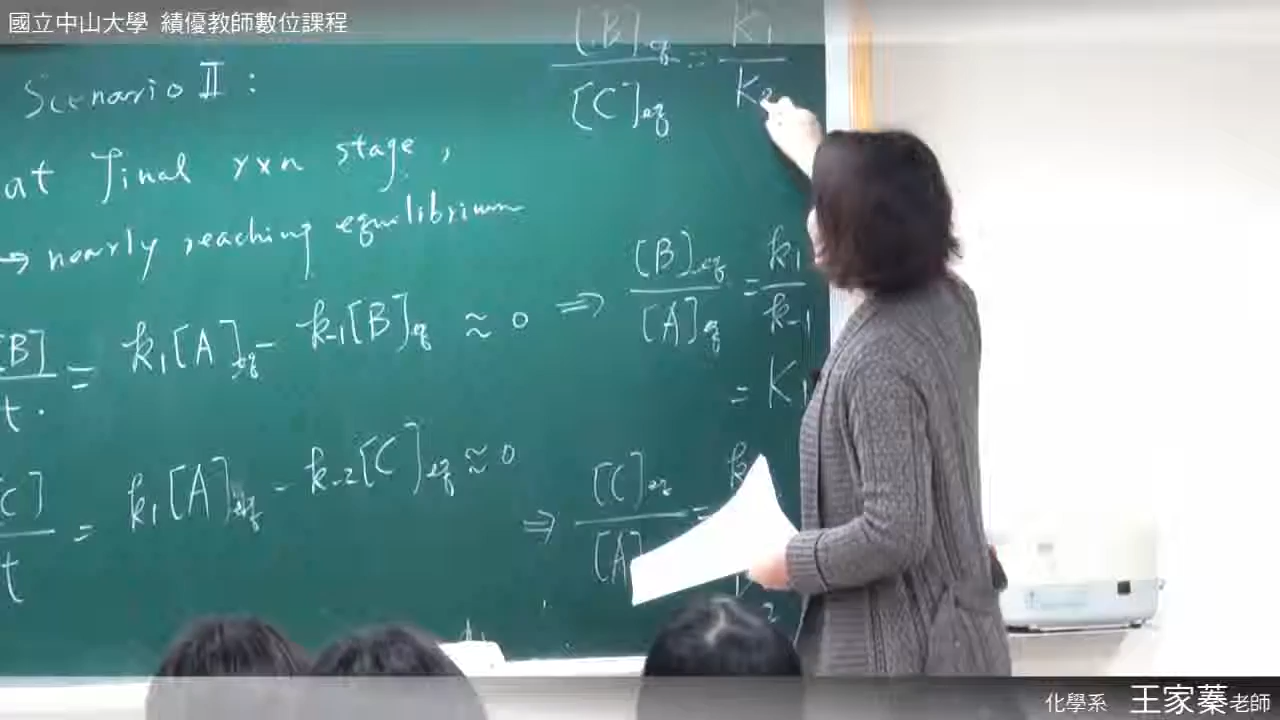 國立中山大學 績優教師數位課程
Scenario II :
at final rxn stage,
→ nearly reaching equilibrium
[B]/t = k₁[A]eq - k₋₁[B]eq ≈ 0 ⇒ [B]eq/[A]eq = k₁/k₋₁
= K₁
[C]/t = k₁[A]eq - k₋₂[C]eq ≈ 0 ⇒ [C]eq/[A] = k
2
[B]eq/[C]eq = K₁/K₂
化學系 王家蓁老師